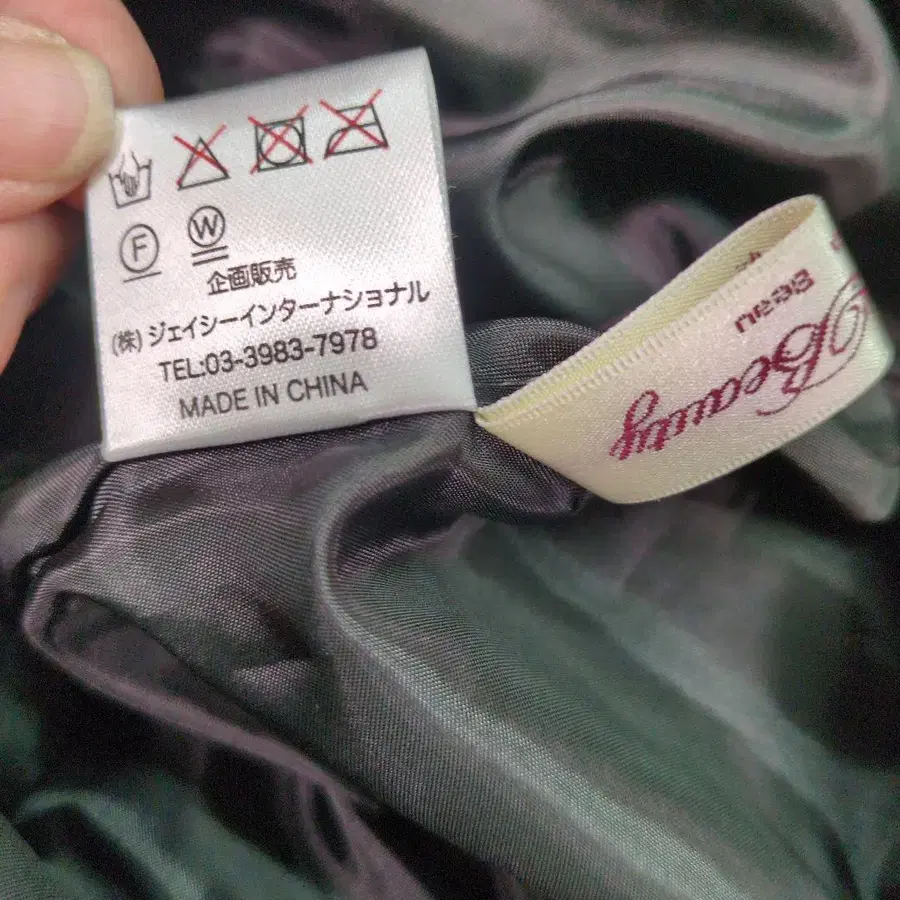 F W
企画販売
(株) ジェイシーインターナショナル
TEL:03-3983-7978
MADE IN CHINA
Beau
Beauty